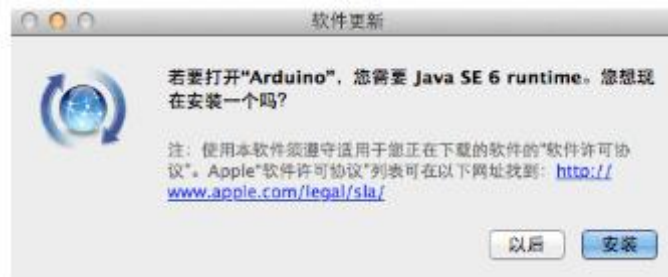 软件更新
若要打开“Arduino”，您需要 Java SE 6 runtime。您想现
在安装一个吗？
注：使用本软件须遵守适用于您正在下载的软件的“软件许可协
议”。Apple“软件许可协议”列表可在以下网址找到：http://
www.apple.com/legal/sla/
以后
安装